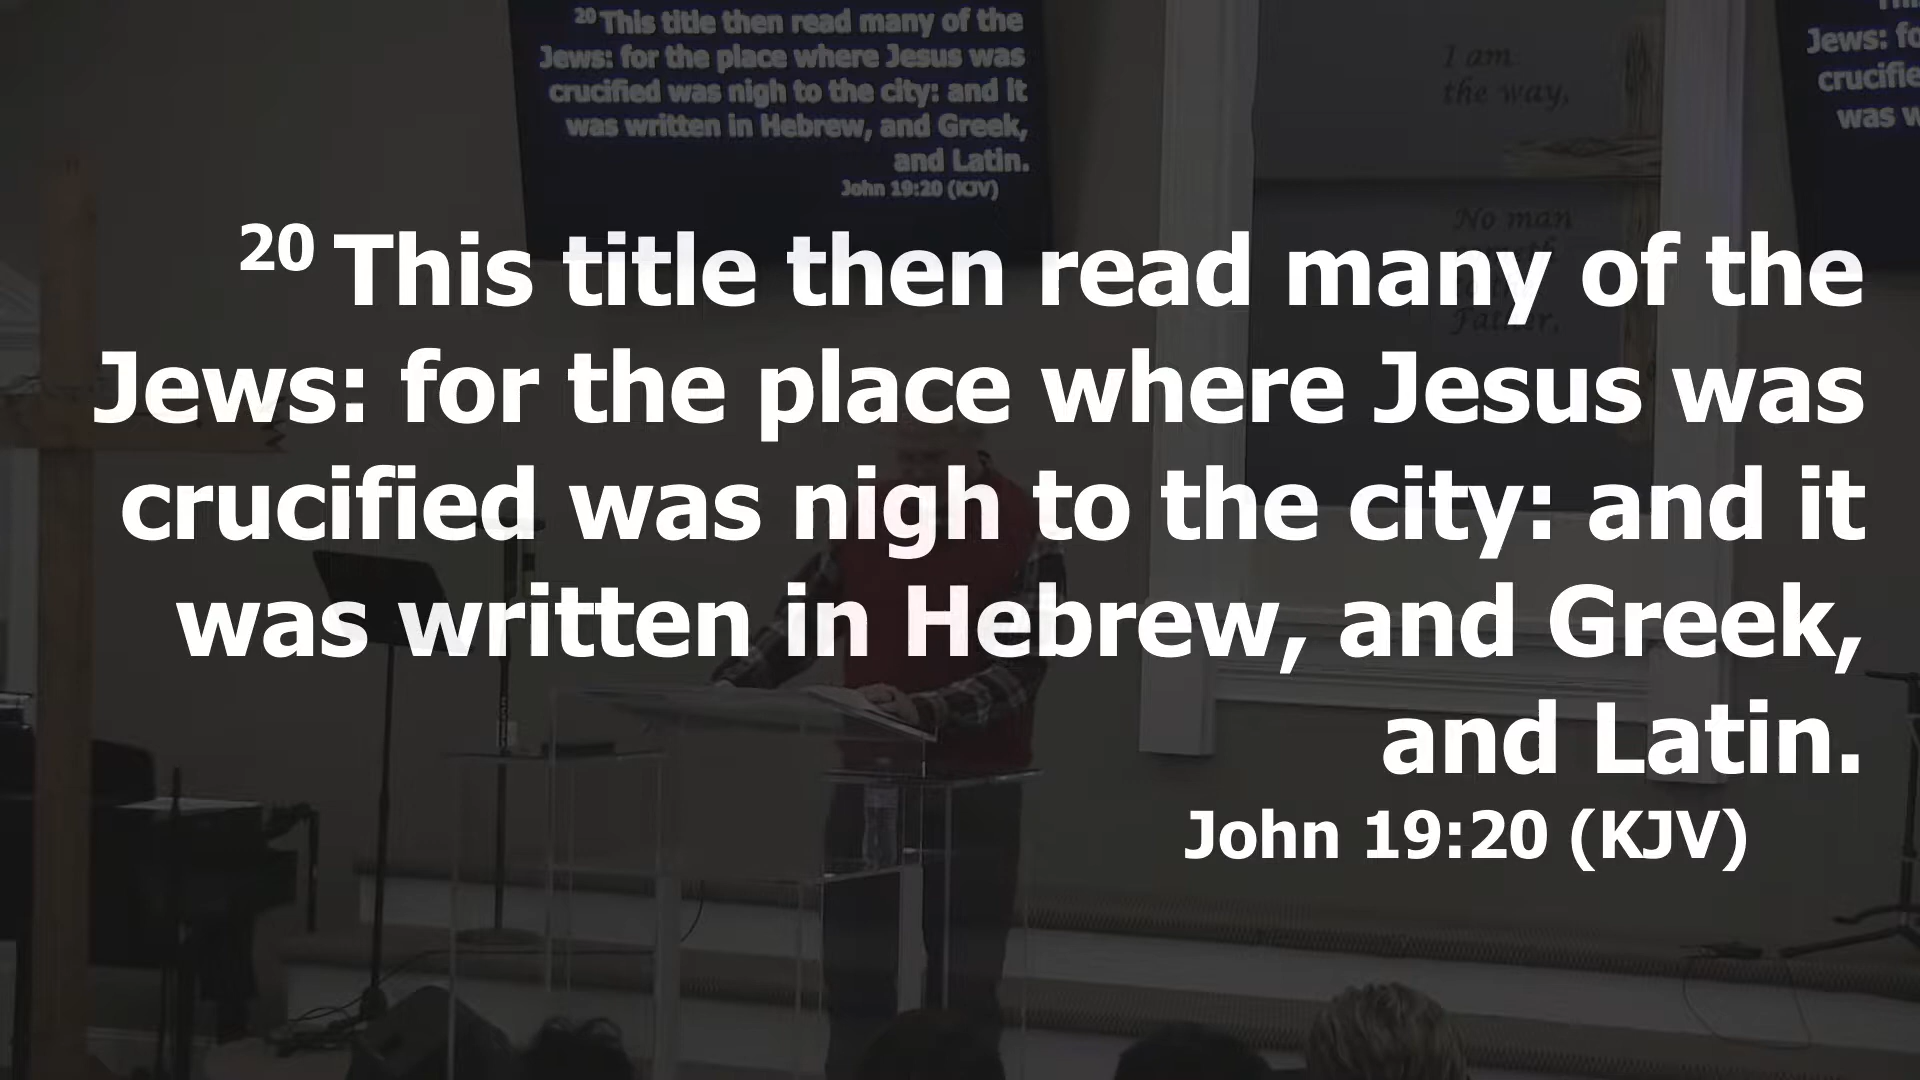 20 This title then read many of the
Jews: for the place where Jesus was
crucified was nigh to the city: and it
was written in Hebrew, and Greek,
and Latin.
John 19:20 (KJV)
I am
the way,
Jews: fo
crucifie
was w
No man
cometh
Father,
20 This title then read many of the
Jews: for the place where Jesus was
crucified was nigh to the city: and it
was written in Hebrew, and Greek,
and Latin.
John 19:20 (KJV)